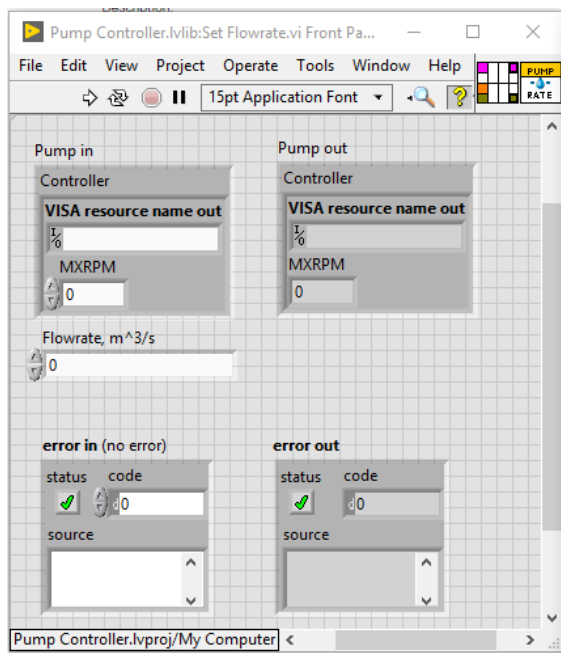 Description:
Pump Controller.lvlib:Set Flowrate.vi Front Pa...
File Edit View Project Operate Tools Window Help
15pt Application Font
PUMP
RATE
Pump in
Controller
VISA resource name out
I/O
MXRPM
0
Pump out
Controller
VISA resource name out
I/O
MXRPM
0
Flowrate, m^3/s
0
error in (no error)
status code
d0
source
error out
status code
d0
source
Pump Controller.lvproj/My Computer